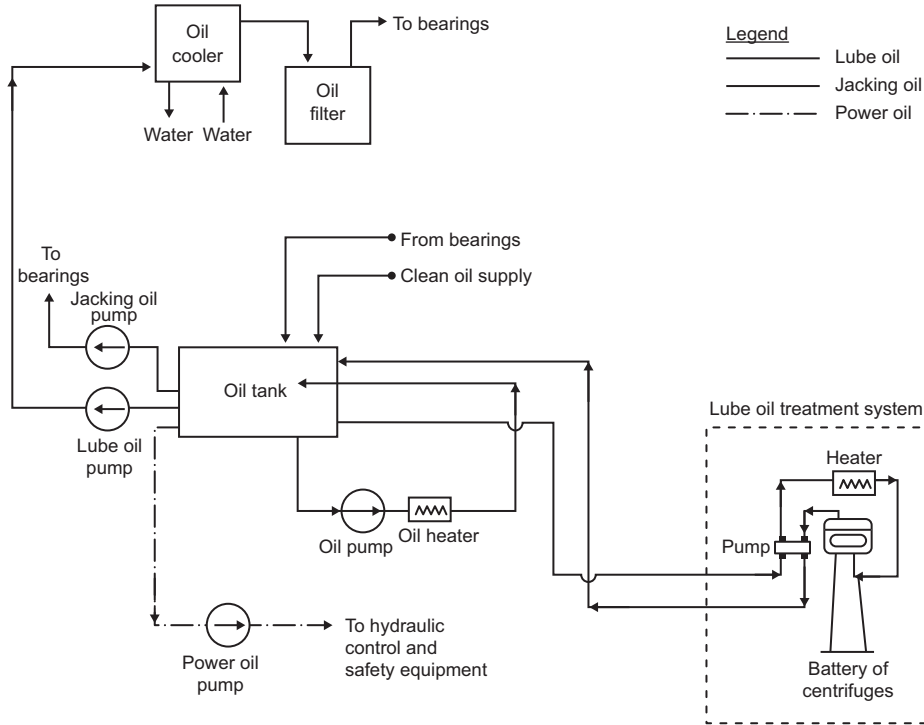 Oil
cooler
To bearings
Oil
filter
Water
Water
Legend
Lube oil
Jacking oil
Power oil
From bearings
Clean oil supply
To
bearings
Jacking oil
pump
Oil tank
Lube oil
pump
Oil pump
Oil heater
Power oil
pump
To hydraulic
control and
safety equipment
Lube oil treatment system
Heater
Pump
Battery of
centrifuges